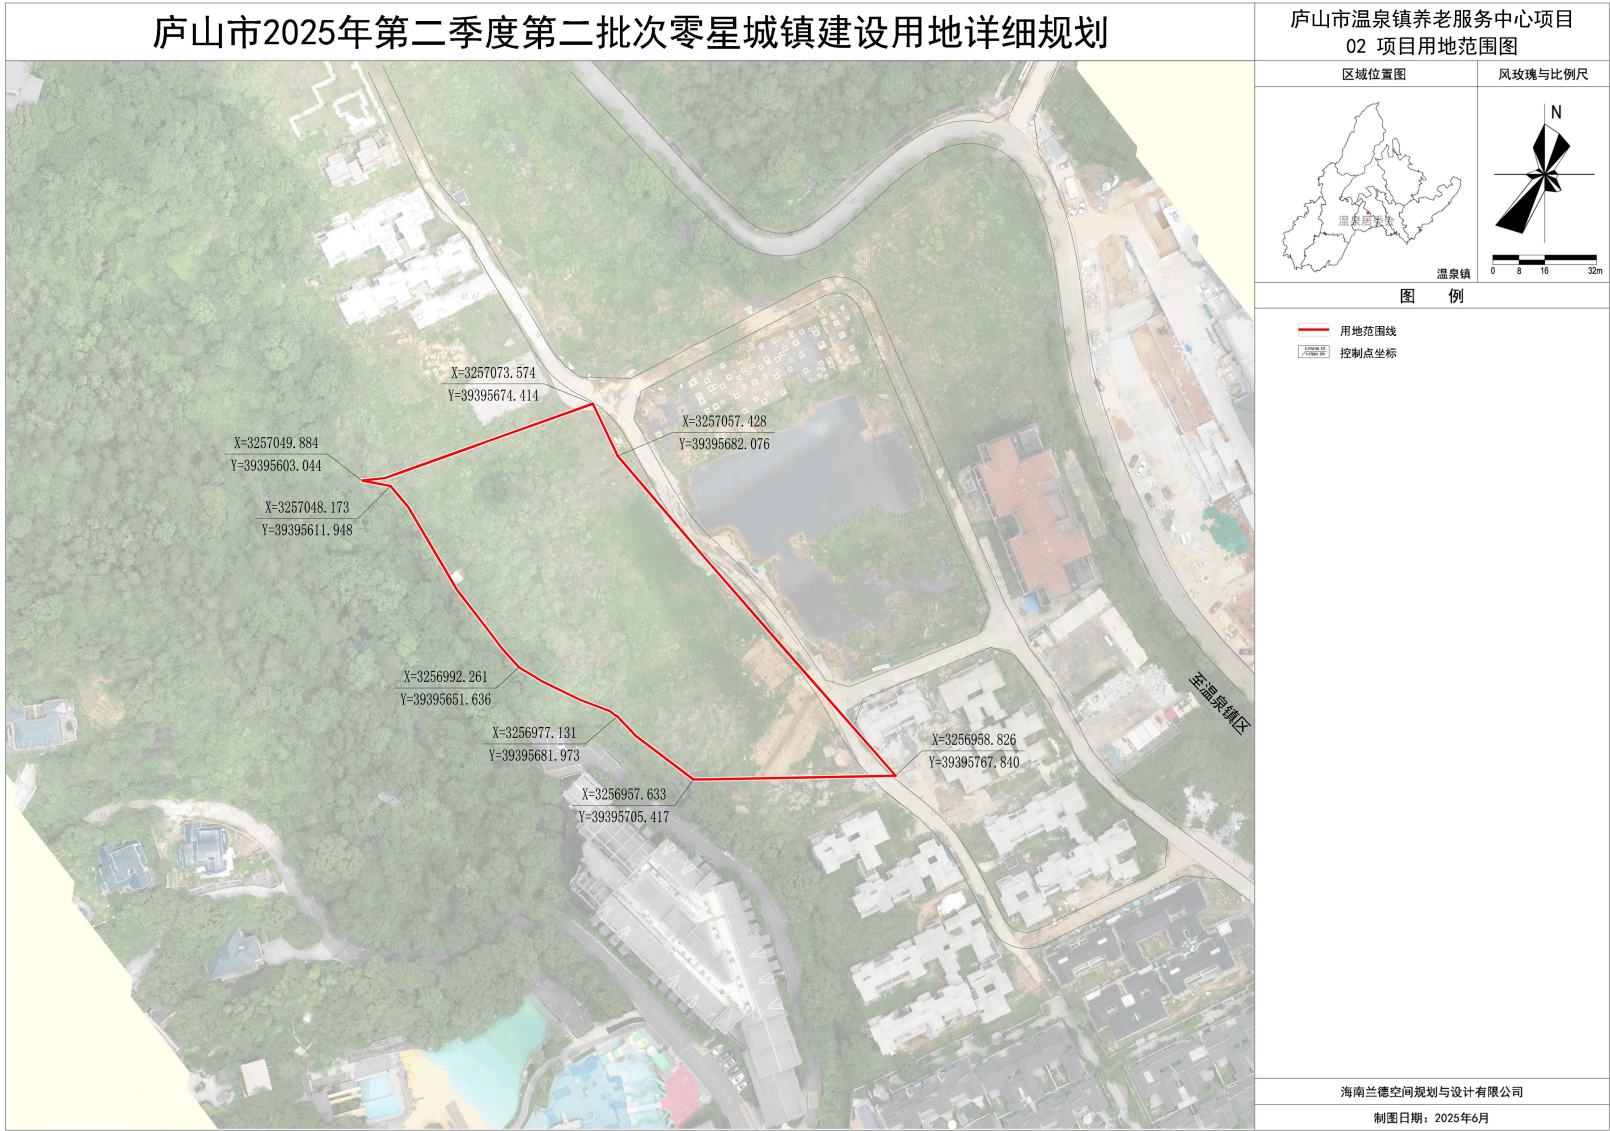 庐山市2025年第二季度第二批次零星城镇建设用地详细规划
庐山市温泉镇养老服务中心项目
02 项目用地范围图
区域位置图
风玫瑰与比例尺
N
温泉居委会
温泉镇
0 8 16 32m
图 例
用地范围线
控制点坐标
X=3257073.574
Y=39395674.414
X=3257057.428
Y=39395682.076
X=3257049.884
Y=39395603.044
X=3257048.173
Y=39395611.948
X=3256992.261
Y=39395651.636
X=3256977.131
Y=39395681.973
X=3256958.826
Y=39395767.840
X=3256957.633
Y=39395705.417
至温泉镇区
海南兰德空间规划与设计有限公司
制图日期：2025年6月